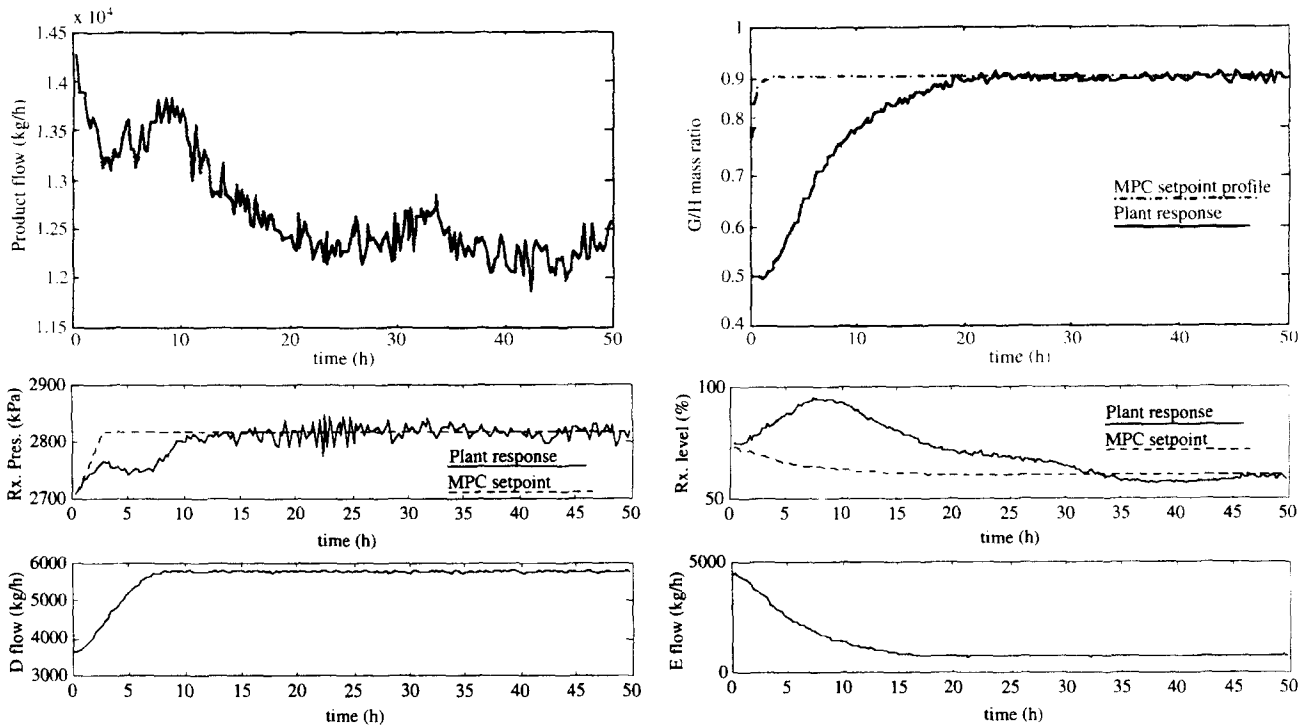 x 10⁴
1.45
1.4
1.35
1.3
1.25
1.2
1.15
Product flow (kg/h)
0 10 20 30 40 50
time (h)
1
0.9
0.8
0.7
0.6
0.5
0.4
G/H mass ratio
MPC setpoint profile
Plant response
0 10 20 30 40 50
time (h)
2900
2800
2700
Rx. Pres. (kPa)
Plant response
MPC setpoint
0 5 10 15 20 25 30 35 40 45 50
time (h)
100
50
Rx. level (%)
Plant response
MPC setpoint
0 5 10 15 20 25 30 35 40 45 50
time (h)
6000
5000
4000
3000
D flow (kg/h)
0 5 10 15 20 25 30 35 40 45 50
time (h)
5000
0
E flow (kg/h)
0 5 10 15 20 25 30 35 40 45 50
time (h)